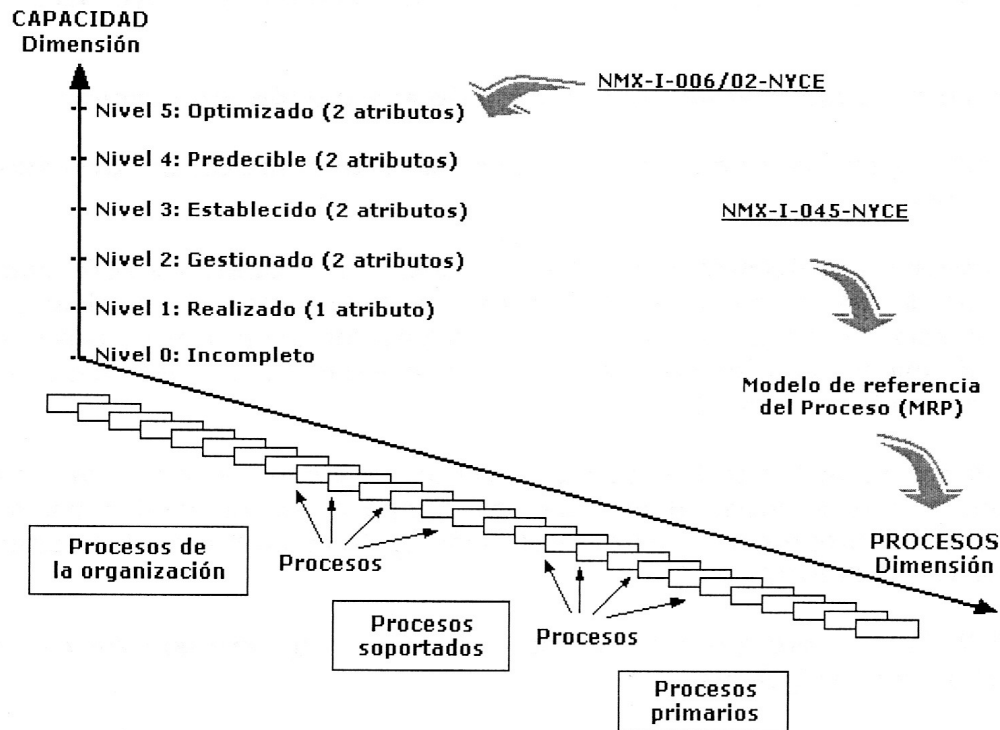 CAPACIDAD
Dimensión
NMX-I-006/02-NYCE
Nivel 5: Optimizado (2 atributos)
Nivel 4: Predecible (2 atributos)
Nivel 3: Establecido (2 atributos)
NMX-I-045-NYCE
Nivel 2: Gestionado (2 atributos)
Nivel 1: Realizado (1 atributo)
Nivel 0: Incompleto
Modelo de referencia
del Proceso (MRP)
PROCESOS
Dimensión
Procesos de
la organización
Procesos
Procesos
soportados
Procesos
Procesos
primarios